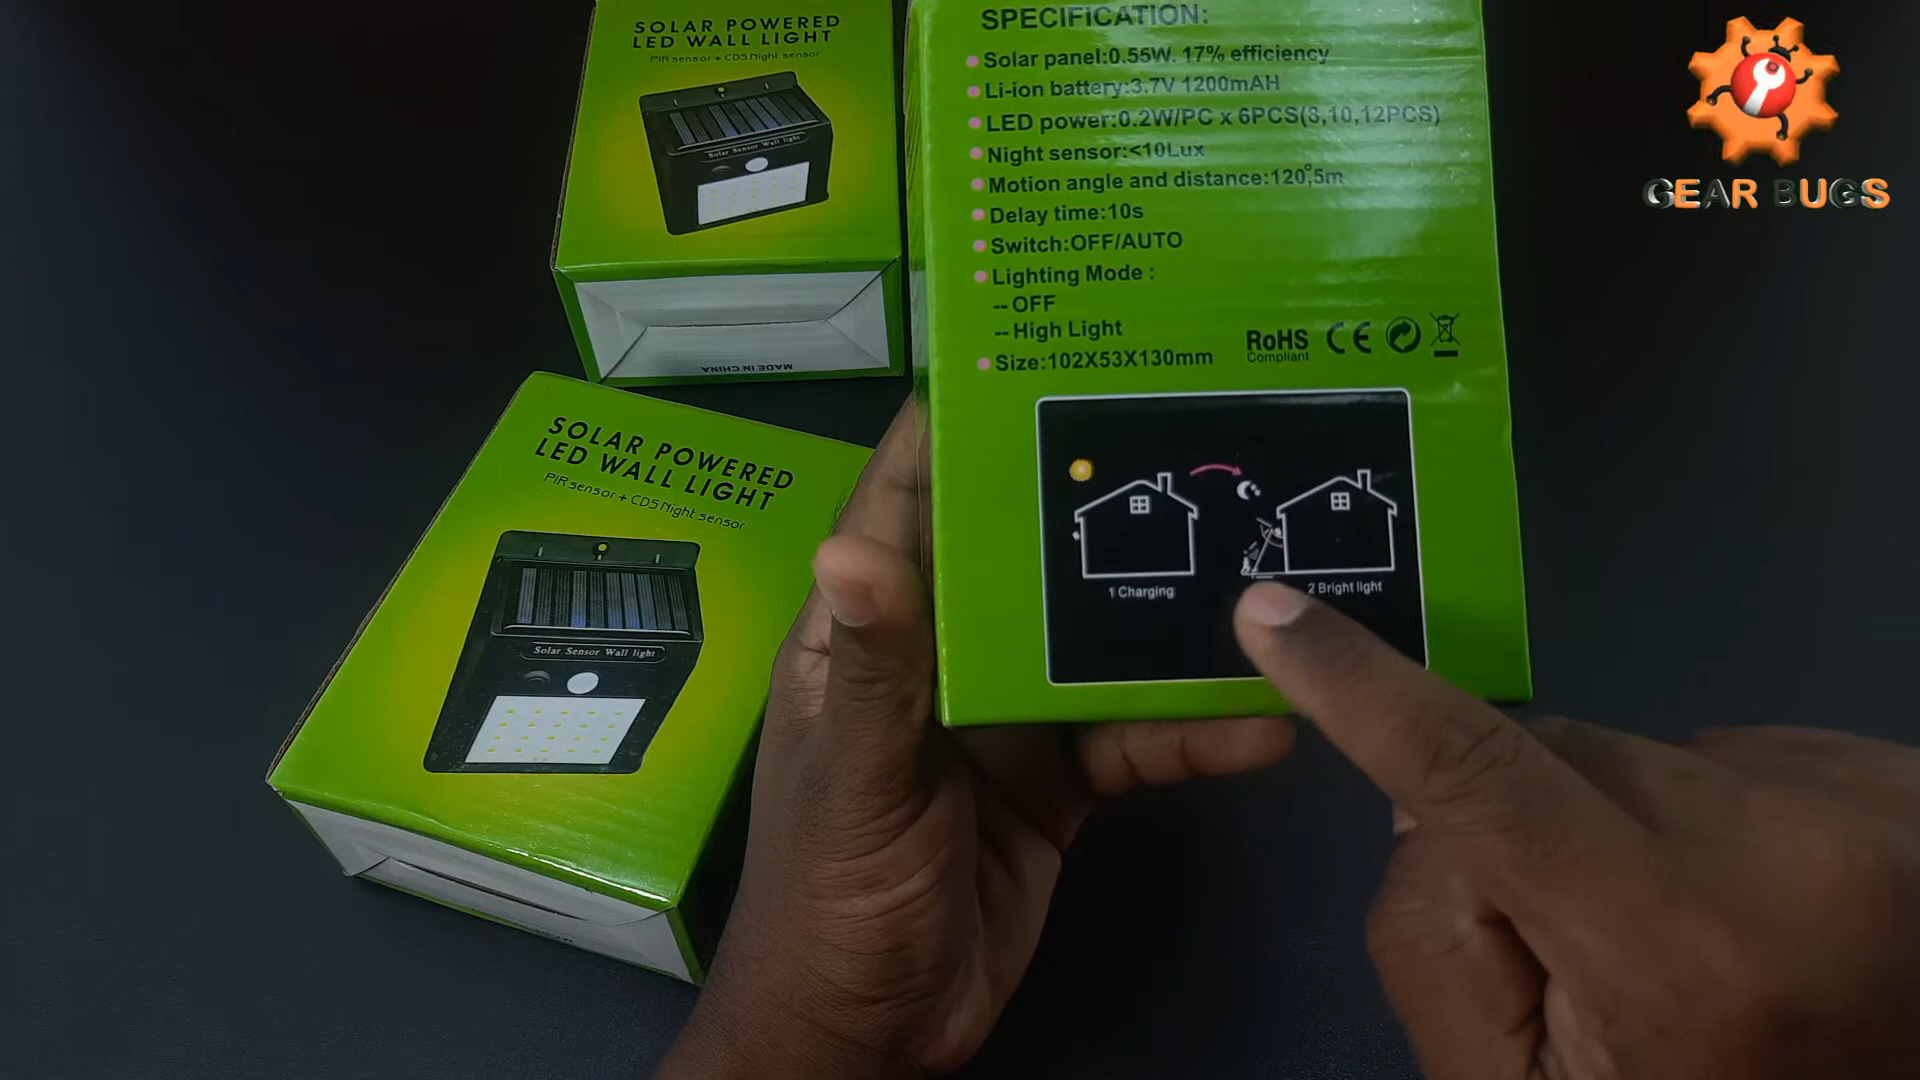 SOLAR POWERED
LED WALL LIGHT
PIR sensor + CDS Night sensor
Solar Sensor Wall light
MADE IN CHINA
SOLAR POWERED
LED WALL LIGHT
PIR sensor + CDS Night sensor
Solar Sensor Wall light
SPECIFICATION:
Solar panel:0.55W. 17% efficiency
Li-ion battery:3.7V 1200mAH
LED power:0.2W/PC x 6PCS(8,10,12PCS)
Night sensor:<10Lux
Motion angle and distance:120°,5m
Delay time:10s
Switch:OFF/AUTO
Lighting Mode :
-- OFF
-- High Light
Size:102X53X130mm
RoHS
Compliant
CE
1 Charging
2 Bright light
GEAR BUGS